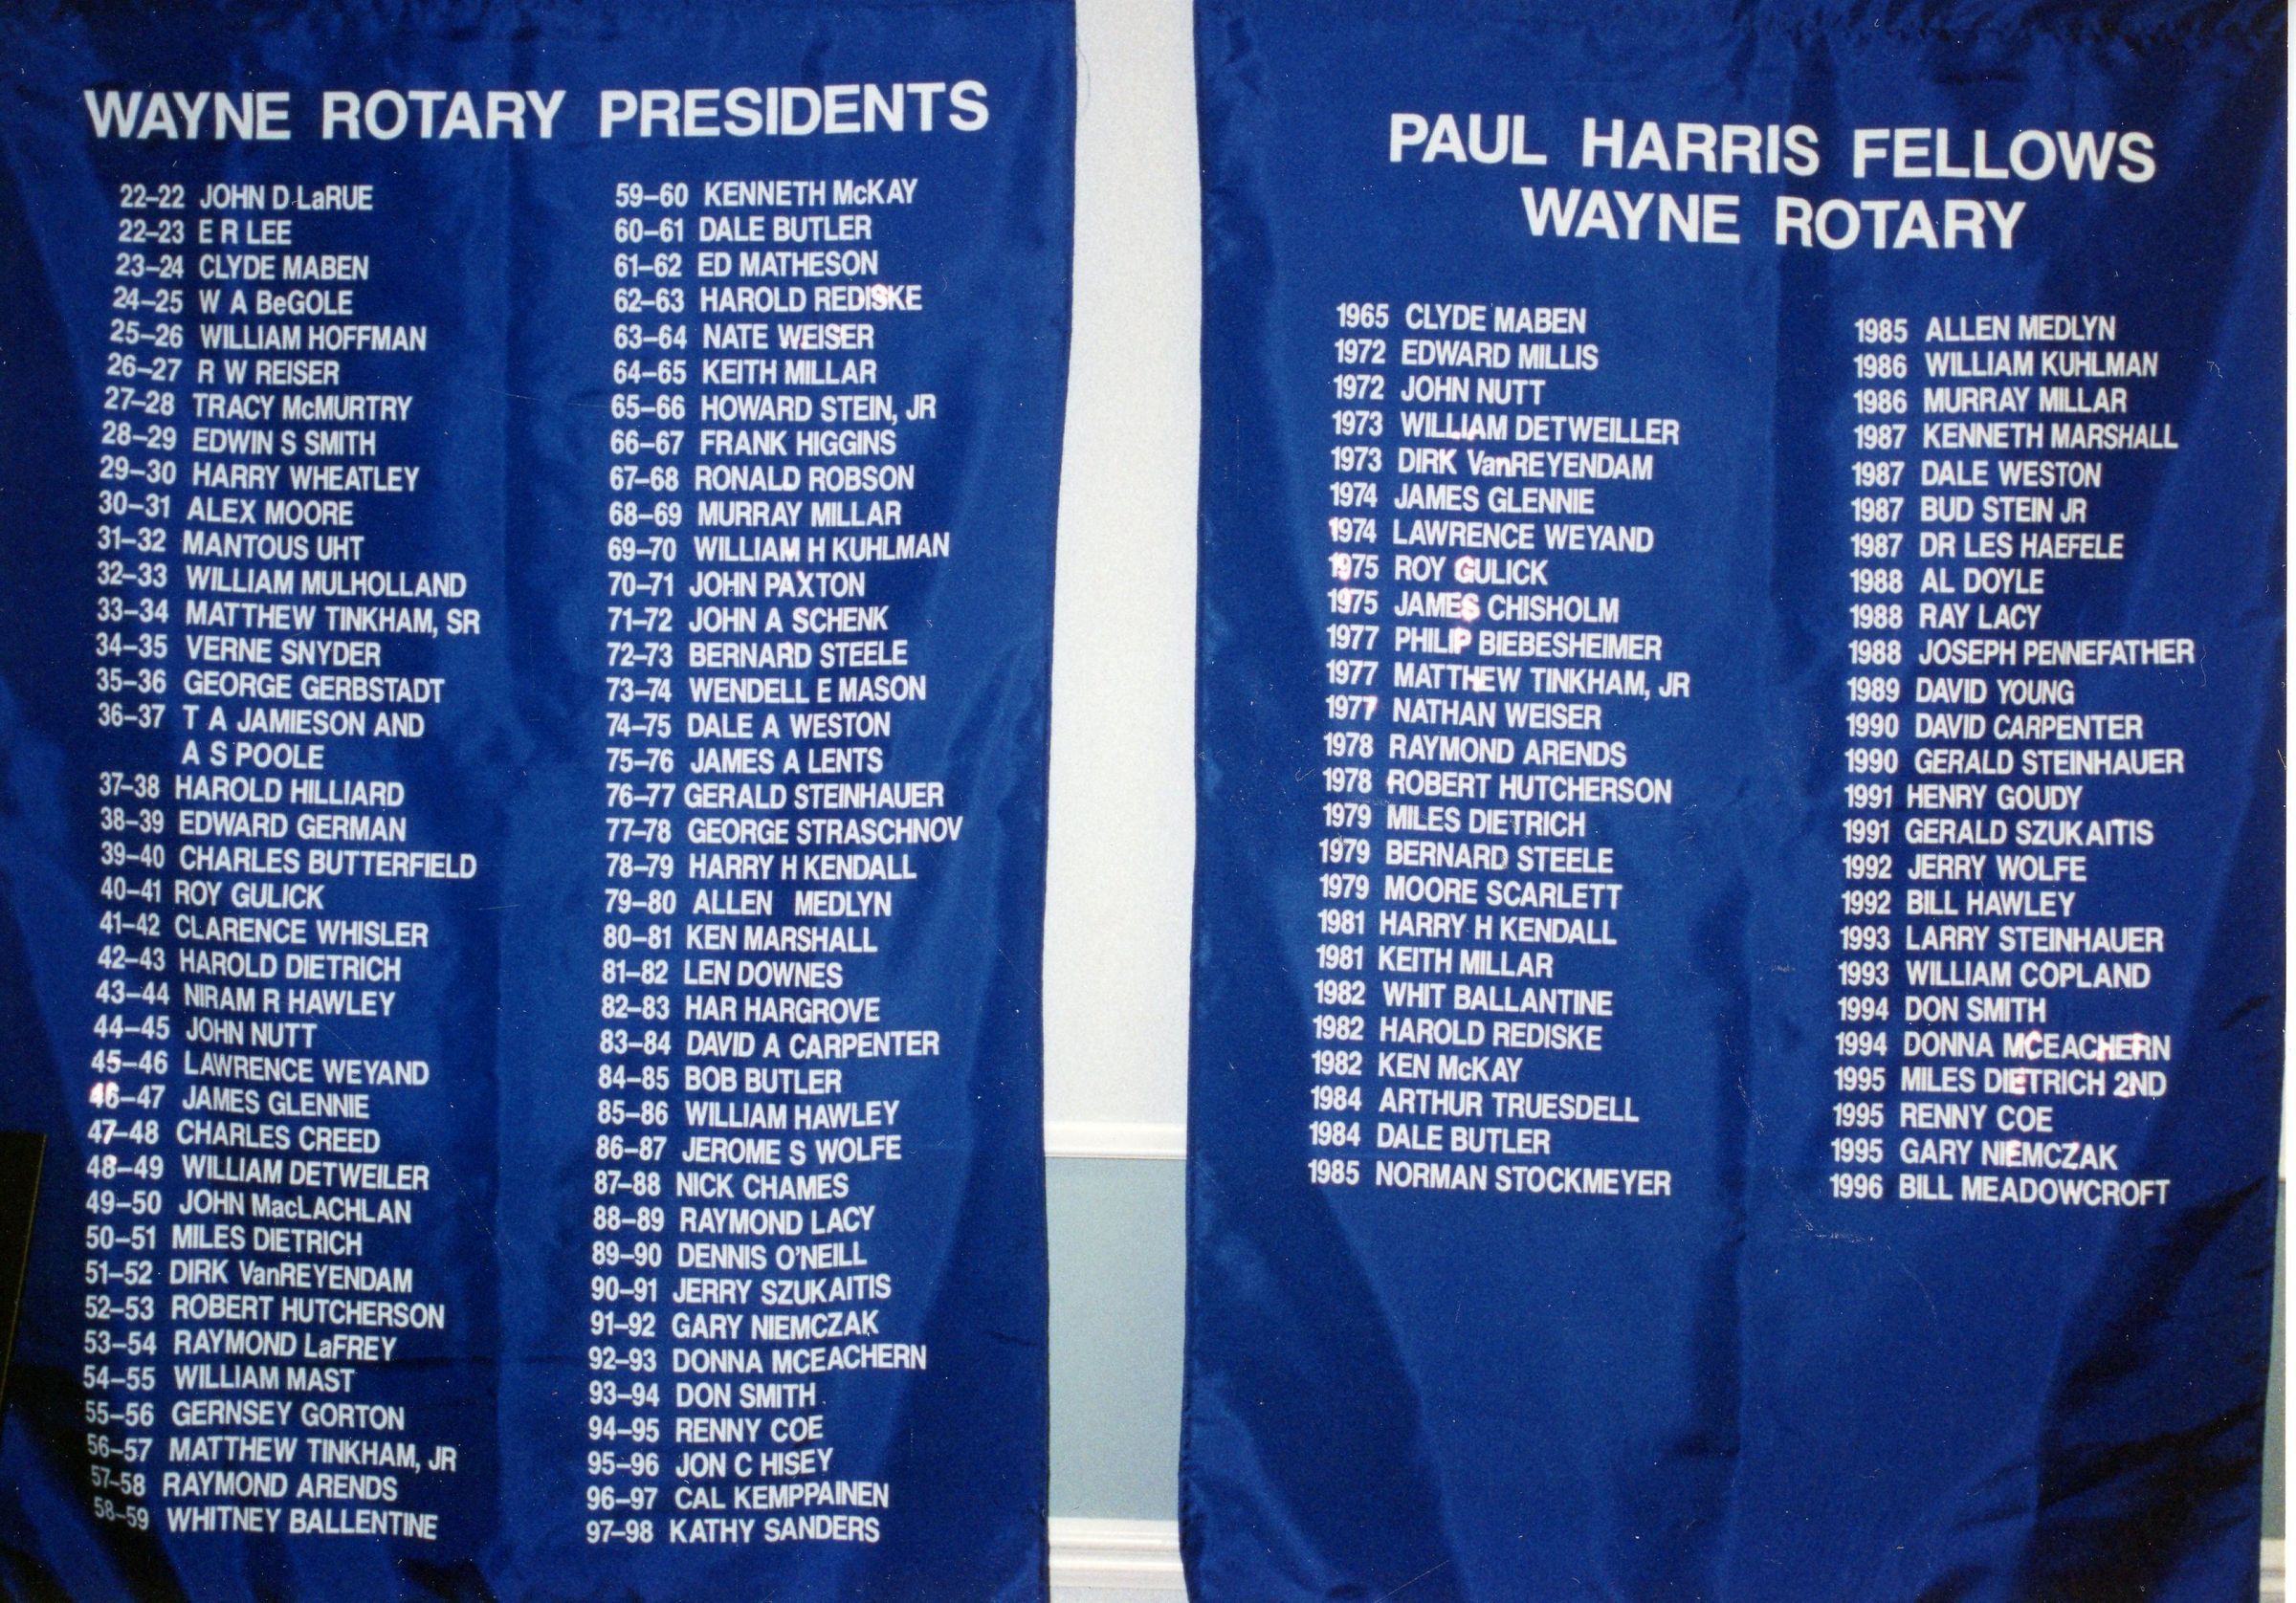 WAYNE ROTARY PRESIDENTS
22-22 JOHN D LaRUE
22-23 E R LEE
23-24 CLYDE MABEN
24-25 W A BeGOLE
25-26 WILLIAM HOFFMAN
26-27 R W REISER
27-28 TRACY McMURTRY
28-29 EDWIN S SMITH
29-30 HARRY WHEATLEY
30-31 ALEX MOORE
31-32 MANTOUS UHT
32-33 WILLIAM MULHOLLAND
33-34 MATTHEW TINKHAM, SR
34-35 VERNE SNYDER
35-36 GEORGE GERBSTADT
36-37 T A JAMIESON AND
A S POOLE
37-38 HAROLD HILLIARD
38-39 EDWARD GERMAN
39-40 CHARLES BUTTERFIELD
40-41 ROY GULICK
41-42 CLARENCE WHISLER
42-43 HAROLD DIETRICH
43-44 NIRAM R HAWLEY
44-45 JOHN NUTT
45-46 LAWRENCE WEYAND
46-47 JAMES GLENNIE
47-48 CHARLES CREED
48-49 WILLIAM DETWEILER
49-50 JOHN MacLACHLAN
50-51 MILES DIETRICH
51-52 DIRK VanREYENDAM
52-53 ROBERT HUTCHERSON
53-54 RAYMOND LaFREY
54-55 WILLIAM MAST
55-56 GERNSEY GORTON
56-57 MATTHEW TINKHAM, JR
57-58 RAYMOND ARENDS
58-59 WHITNEY BALLENTINE
59-60 KENNETH McKAY
60-61 DALE BUTLER
61-62 ED MATHESON
62-63 HAROLD REDISKE
63-64 NATE WEISER
64-65 KEITH MILLAR
65-66 HOWARD STEIN, JR
66-67 FRANK HIGGINS
67-68 RONALD ROBSON
68-69 MURRAY MILLAR
69-70 WILLIAM H KUHLMAN
70-71 JOHN PAXTON
71-72 JOHN A SCHENK
72-73 BERNARD STEELE
73-74 WENDELL E MASON
74-75 DALE A WESTON
75-76 JAMES A LENTS
76-77 GERALD STEINHAUER
77-78 GEORGE STRASCHNOV
78-79 HARRY H KENDALL
79-80 ALLEN MEDLYN
80-81 KEN MARSHALL
81-82 LEN DOWNES
82-83 HAR HARGROVE
83-84 DAVID A CARPENTER
84-85 BOB BUTLER
85-86 WILLIAM HAWLEY
86-87 JEROME S WOLFE
87-88 NICK CHAMES
88-89 RAYMOND LACY
89-90 DENNIS O'NEILL
90-91 JERRY SZUKAITIS
91-92 GARY NIEMCZAK
92-93 DONNA MCEACHERN
93-94 DON SMITH
94-95 RENNY COE
95-96 JON C HISEY
96-97 CAL KEMPPAINEN
97-98 KATHY SANDERS
PAUL HARRIS FELLOWS
WAYNE ROTARY
1965 CLYDE MABEN
1972 EDWARD MILLIS
1972 JOHN NUTT
1973 WILLIAM DETWEILLER
1973 DIRK VanREYENDAM
1974 JAMES GLENNIE
1974 LAWRENCE WEYAND
1975 ROY GULICK
1975 JAMES CHISHOLM
1977 PHILIP BIEBESHEIMER
1977 MATTHEW TINKHAM, JR
1977 NATHAN WEISER
1978 RAYMOND ARENDS
1978 ROBERT HUTCHERSON
1979 MILES DIETRICH
1979 BERNARD STEELE
1979 MOORE SCARLETT
1981 HARRY H KENDALL
1981 KEITH MILLAR
1982 WHIT BALLANTINE
1982 HAROLD REDISKE
1982 KEN McKAY
1984 ARTHUR TRUESDELL
1984 DALE BUTLER
1985 NORMAN STOCKMEYER
1985 ALLEN MEDLYN
1986 WILLIAM KUHLMAN
1986 MURRAY MILLAR
1987 KENNETH MARSHALL
1987 DALE WESTON
1987 BUD STEIN JR
1987 DR LES HAEFELE
1988 AL DOYLE
1988 RAY LACY
1988 JOSEPH PENNEFATHER
1989 DAVID YOUNG
1990 DAVID CARPENTER
1990 GERALD STEINHAUER
1991 HENRY GOUDY
1991 GERALD SZUKAITIS
1992 JERRY WOLFE
1992 BILL HAWLEY
1993 LARRY STEINHAUER
1993 WILLIAM COPLAND
1994 DON SMITH
1994 DONNA MCEACHERN
1995 MILES DIETRICH 2ND
1995 RENNY COE
1995 GARY NIEMCZAK
1996 BILL MEADOWCROFT